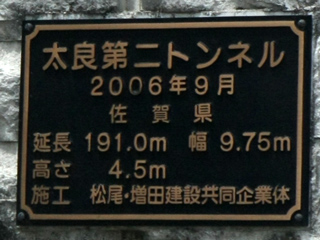 太良第二トンネル
2006年9月
佐賀県
延長 191.0m 幅 9.75m
高さ 4.5m
施工 松尾・増田建設共同企業体